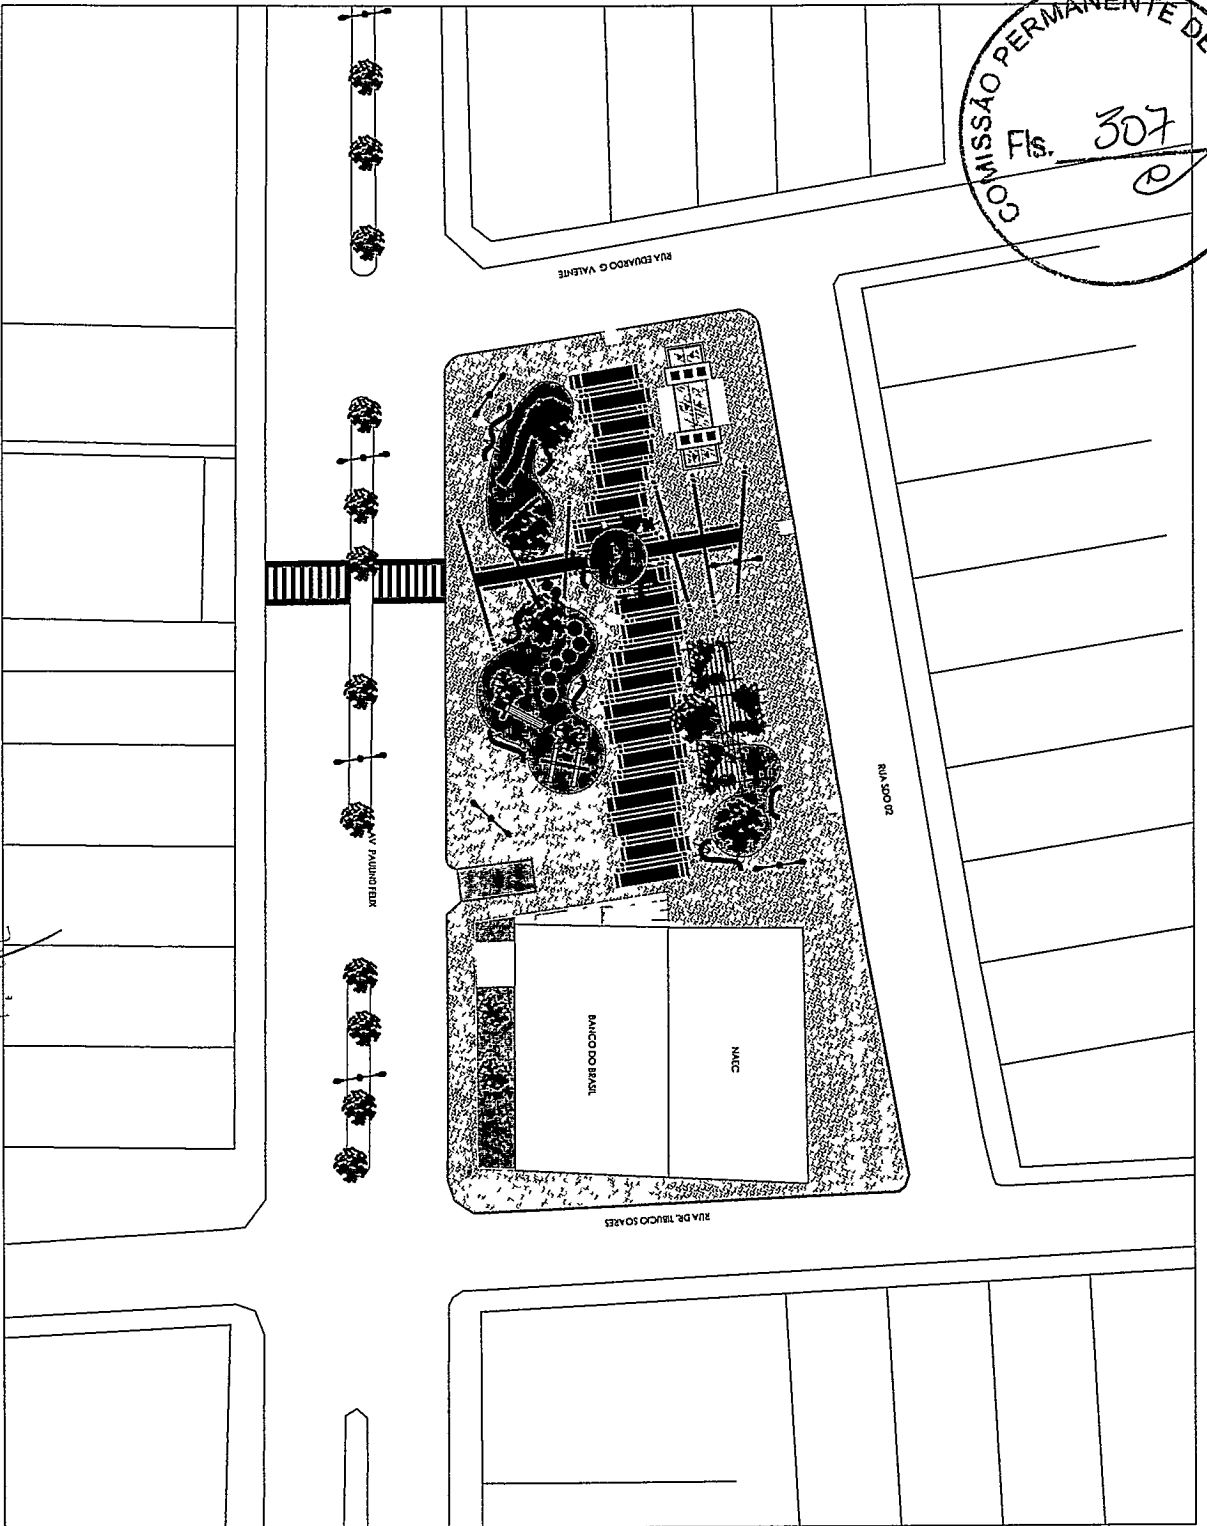 COMISSÃO PERMANENTE DE
Fls. 307
RUA EDUARDO G VALENTE
RUA SDO 02
AV PAULINO FELIX
BANCO DO BRASIL
NAEC
RUA DR. TIBUCIO SOARES